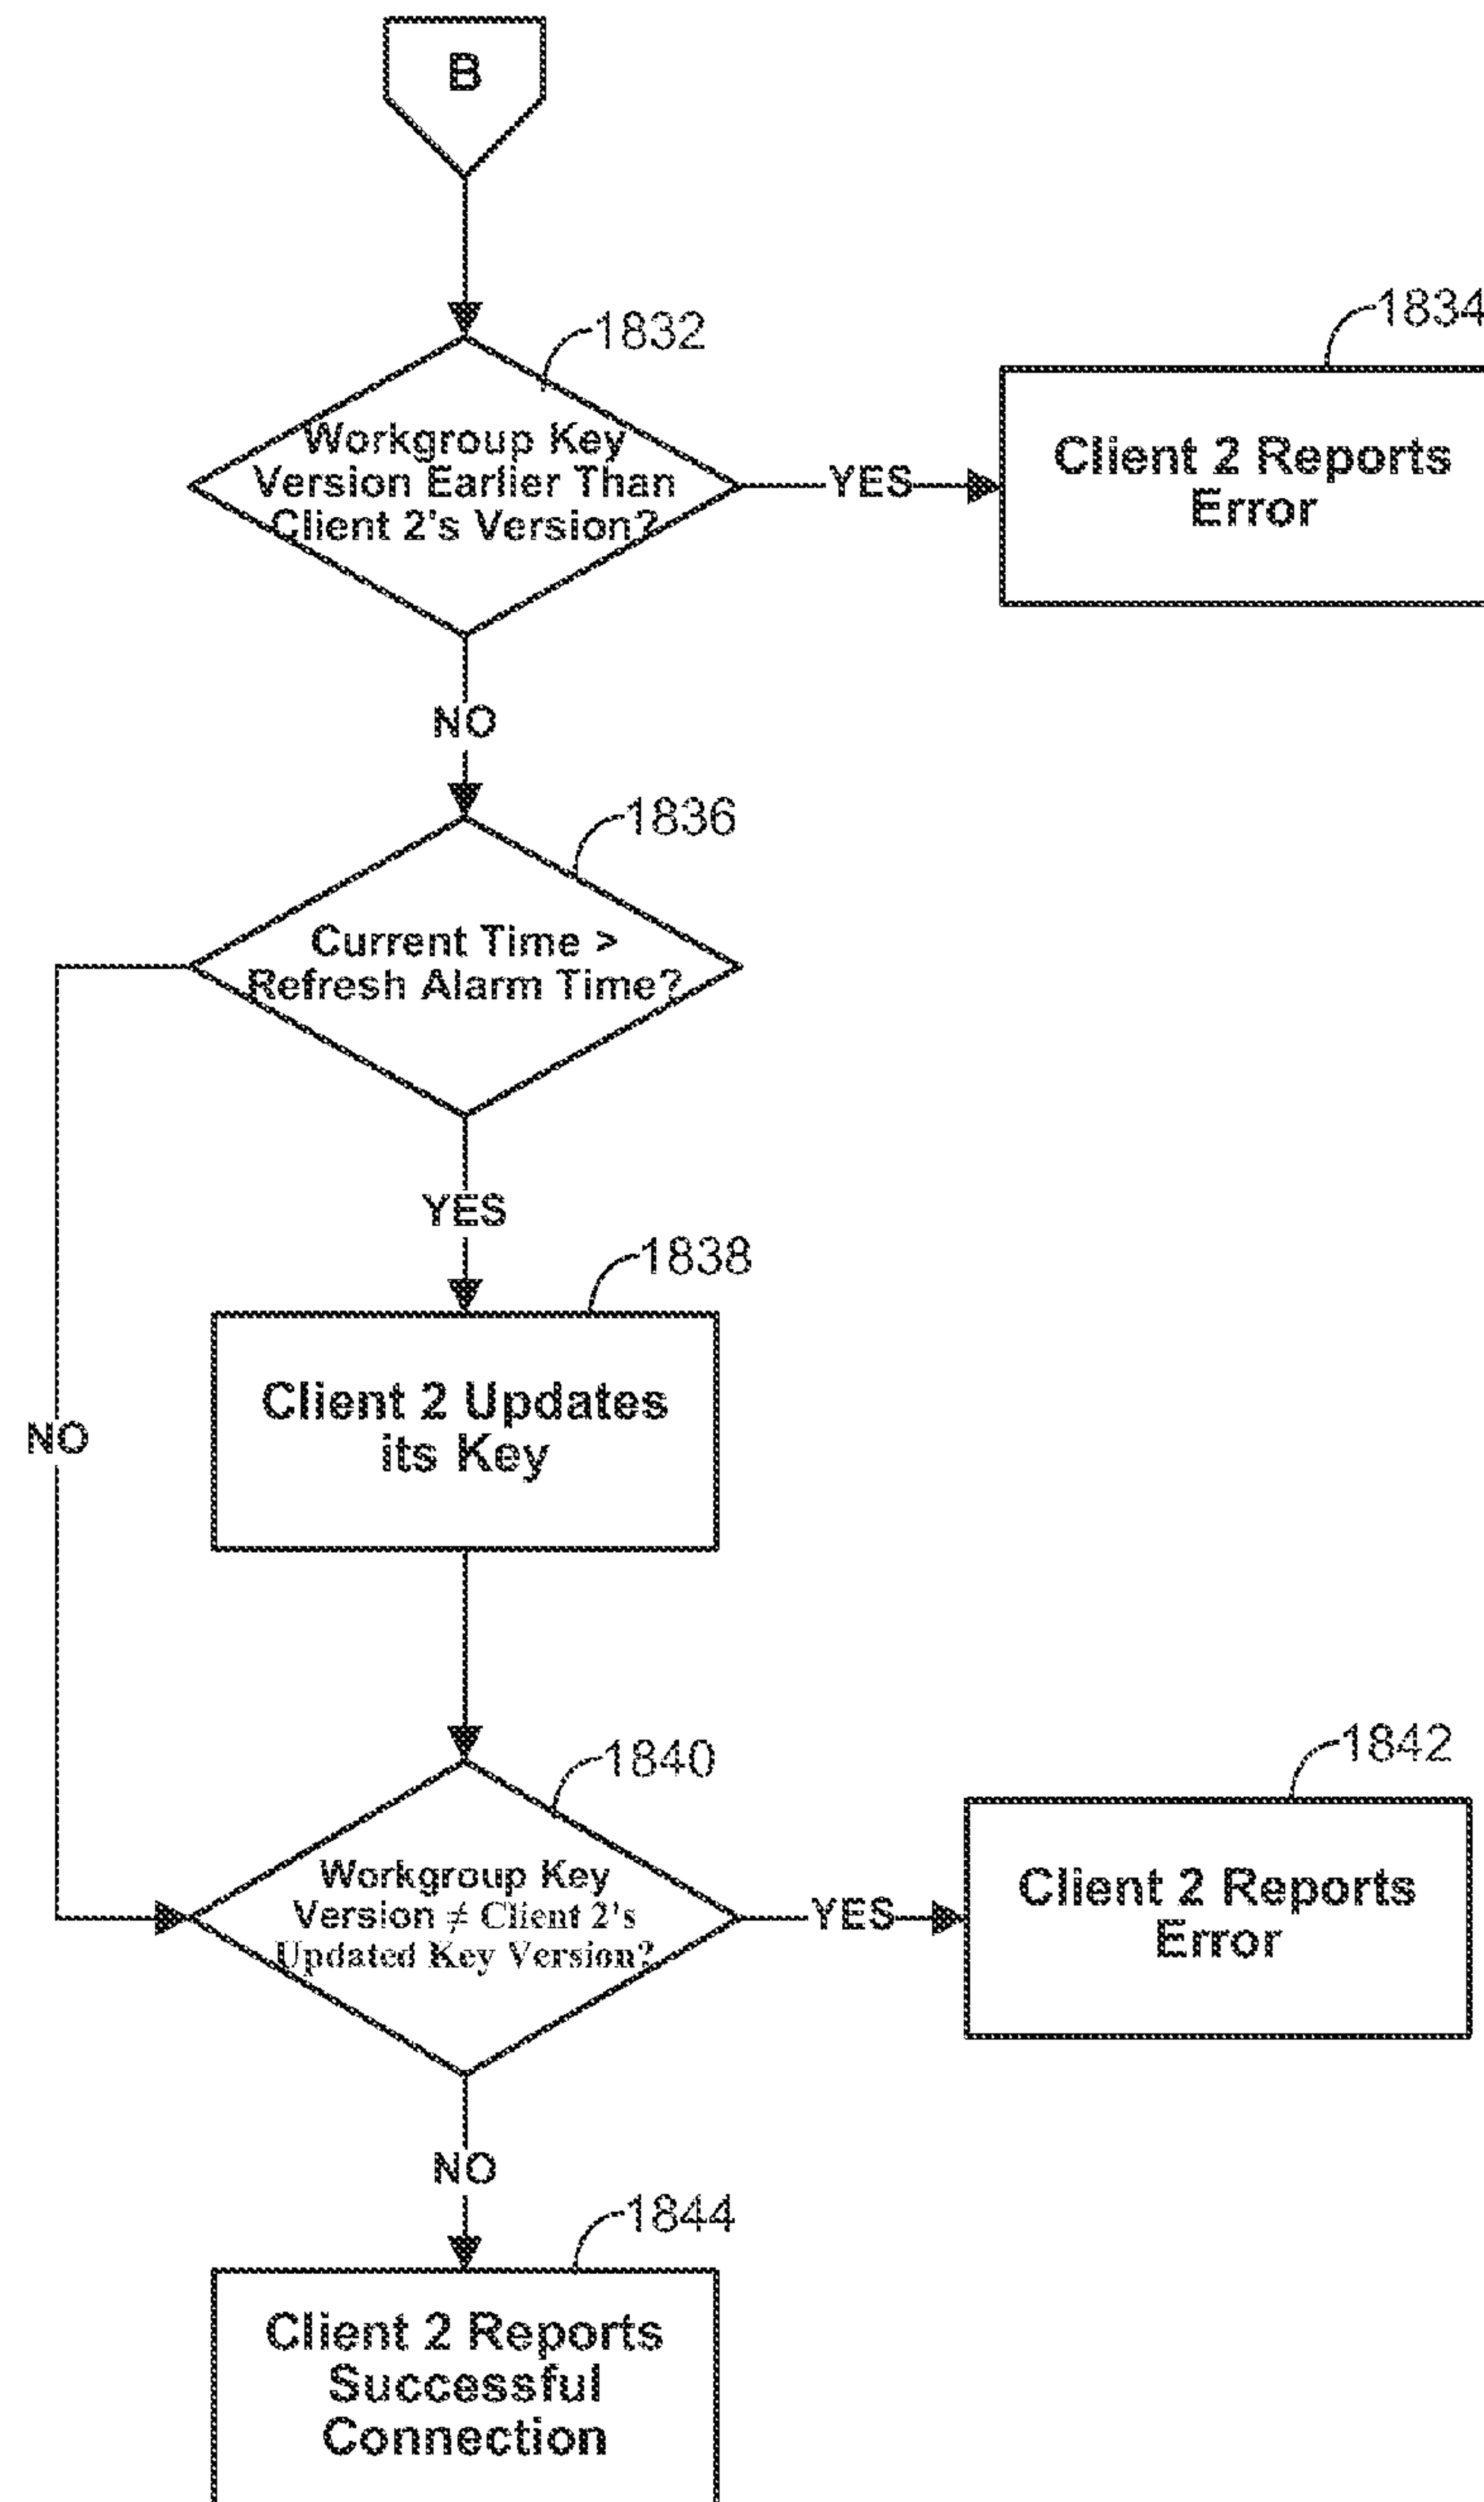 B
1832
Workgroup Key
Version Earlier Than
Client 2's Version?
YES
1834
Client 2 Reports
Error
NO
1836
Current Time >
Refresh Alarm Time?
YES
NO
1838
Client 2 Updates
its Key
1840
Workgroup Key
Version ≠ Client 2's
Updated Key Version?
YES
1842
Client 2 Reports
Error
NO
1844
Client 2 Reports
Successful
Connection